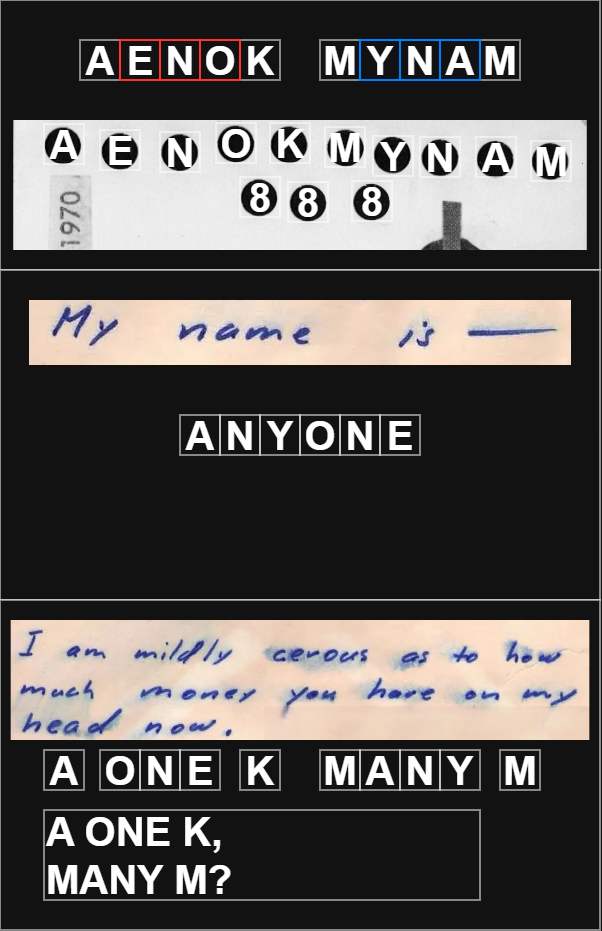 AENOK MYNAM
AENOKMYNAM
888
1970
My name is —
ANYONE
I am mildly cerous as to how
much money you have on my
head now.
A ONE K MANY M
A ONE K,
MANY M?